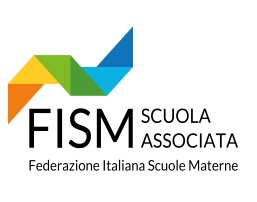 FISM SCUOLA
ASSOCIATA
Federazione Italiana Scuole Materne